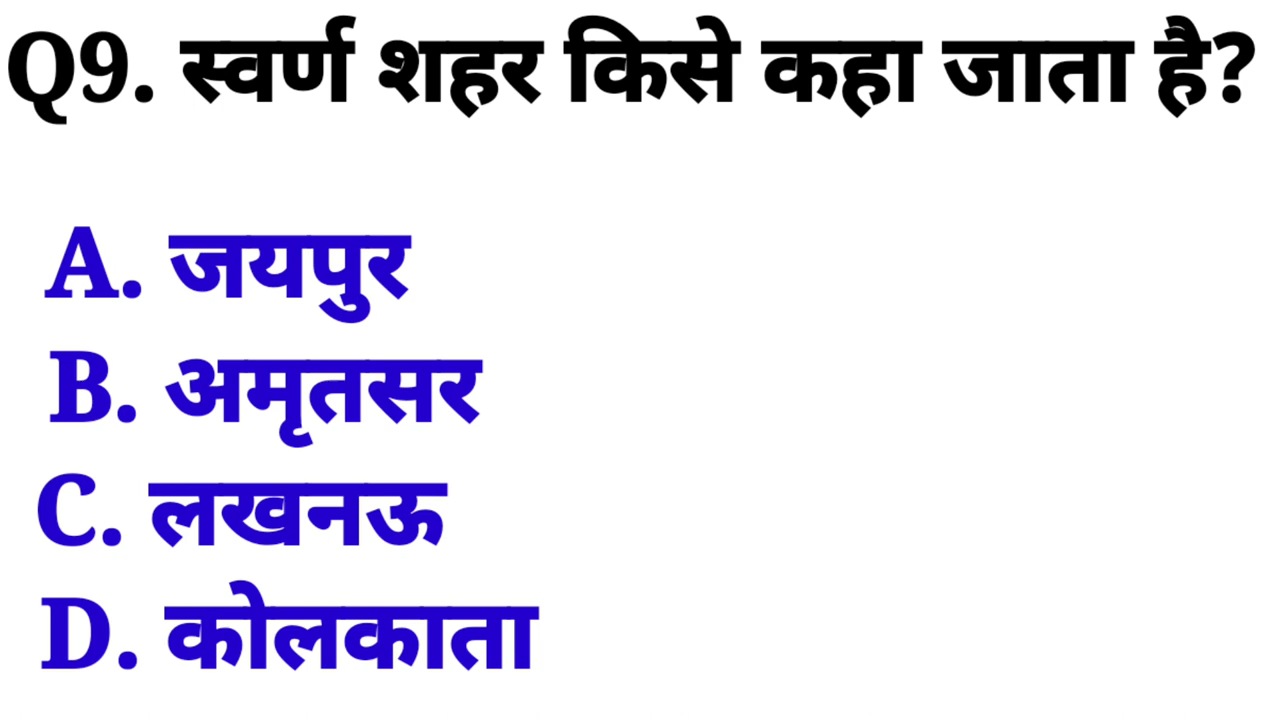 Q9. स्वर्ण शहर किसे कहा जाता है?
A. जयपुर
B. अमृतसर
C. लखनऊ
D. कोलकाता